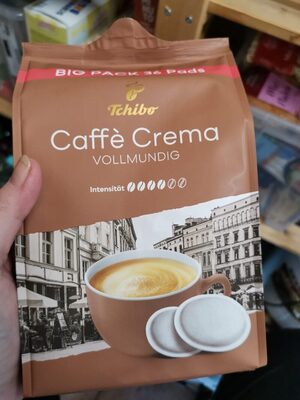 BIG PACK 36 Pads
Tchibo
Caffè Crema
VOLLMUNDIG
Intensität